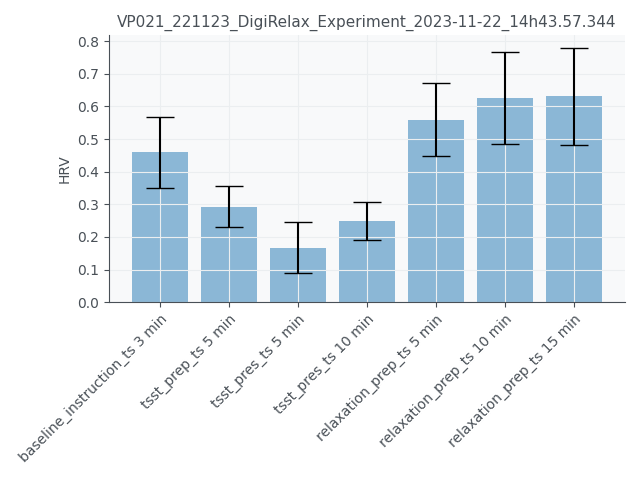 VP021_221123_DigiRelax_Experiment_2023-11-22_14h43.57.344
0.8
0.7
0.6
0.5
0.4
0.3
0.2
0.1
0.0
HRV
baseline_instruction_ts 3 min
tsst_prep_ts 5 min
tsst_pres_ts 5 min
tsst_pres_ts 10 min
relaxation_prep_ts 5 min
relaxation_prep_ts 10 min
relaxation_prep_ts 15 min